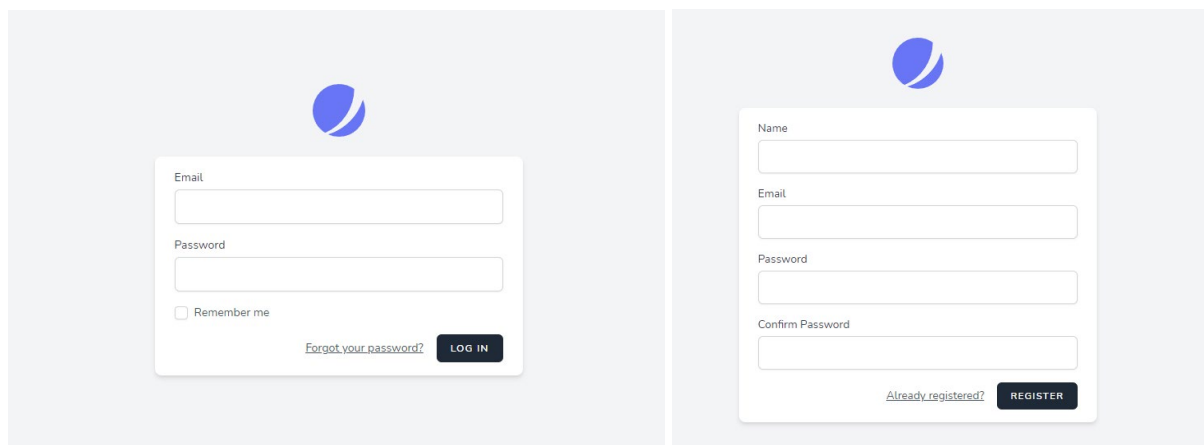 Email
Password
Remember me
Forgot your password? LOG IN
Name
Email
Password
Confirm Password
Already registered? REGISTER